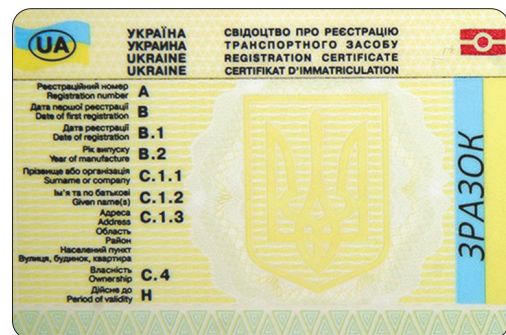 UA
УКРАЇНА
УКРАИНА
UKRAINE
UKRAINE
СВІДОЦТВО ПРО РЕЄСТРАЦІЮ
ТРАНСПОРТНОГО ЗАСОБУ
REGISTRATION CERTIFICATE
CERTIFIKAT D'IMMATRICULATION
Реєстраційний номер
Registration number A
Дата першої реєстрації
Date of first registration B
Дата реєстрації
Date of registration B.1
Рік випуску
Year of manufacture B.2
Прізвище або організація
Surname or company C.1.1
Ім'я та по батькові
Given name(s) C.1.2
Адреса
Address C.1.3
Область
Район
Населений пункт
Вулиця, будинок, квартира
Власність
Ownership C.4
Дійсне до
Period of validity H
ЗРАЗОК